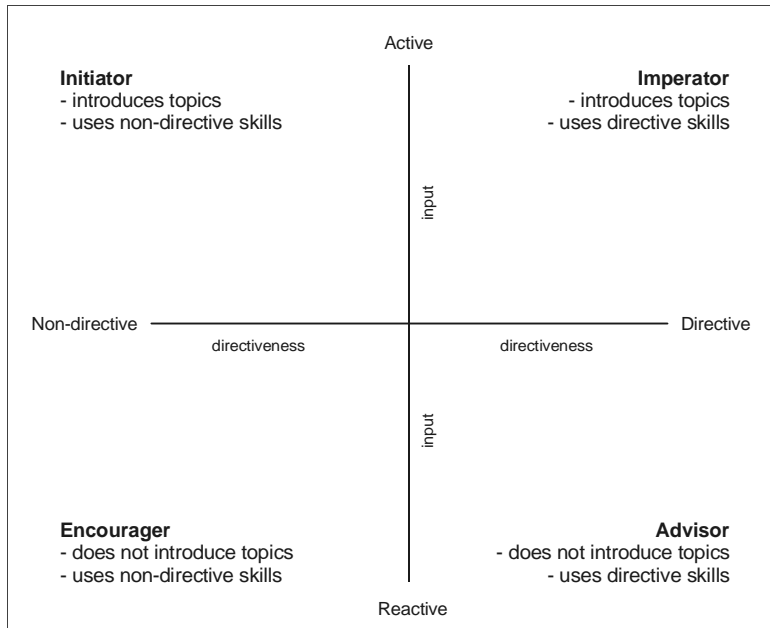 Active
Initiator
- introduces topics
- uses non-directive skills
Imperator
- introduces topics
- uses directive skills
input
Non-directive
Directive
directiveness
directiveness
input
Encourager
- does not introduce topics
- uses non-directive skills
Advisor
- does not introduce topics
- uses directive skills
Reactive